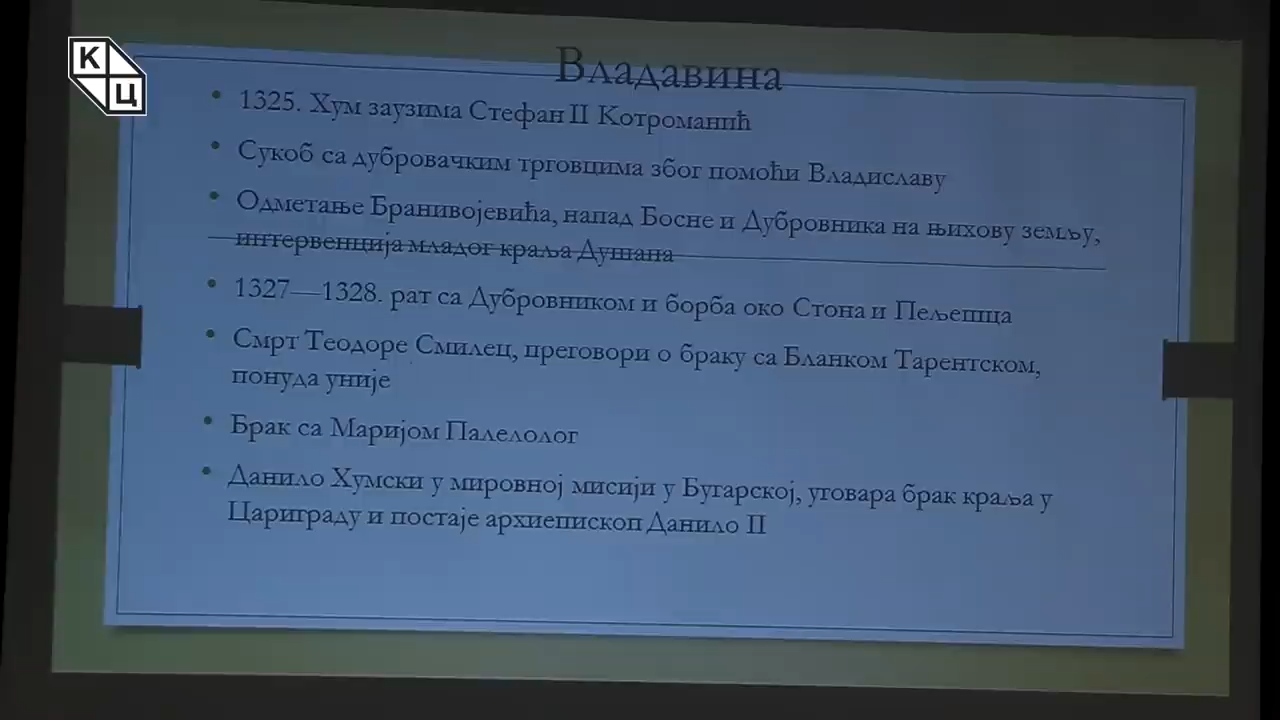 К
Ц
Владавина
• 1325. Хум заузима Стефан II Котроманић
• Сукоб са дубровачким трговцима због помоћи Владиславу
• Одметање Бранивојевића, напад Босне и Дубровника на њихову земљу,
интервенција младог краља Душана
• 1327—1328. рат са Дубровником и борба око Стона и Пељешца
• Смрт Теодоре Смилец, преговори о браку са Бланком Тарентском,
понуда уније
• Брак са Маријом Палеолог
• Данило Хумски у мировној мисији у Бугарској, уговара брак краља у
Цариграду и постаје архиепископ Данило II